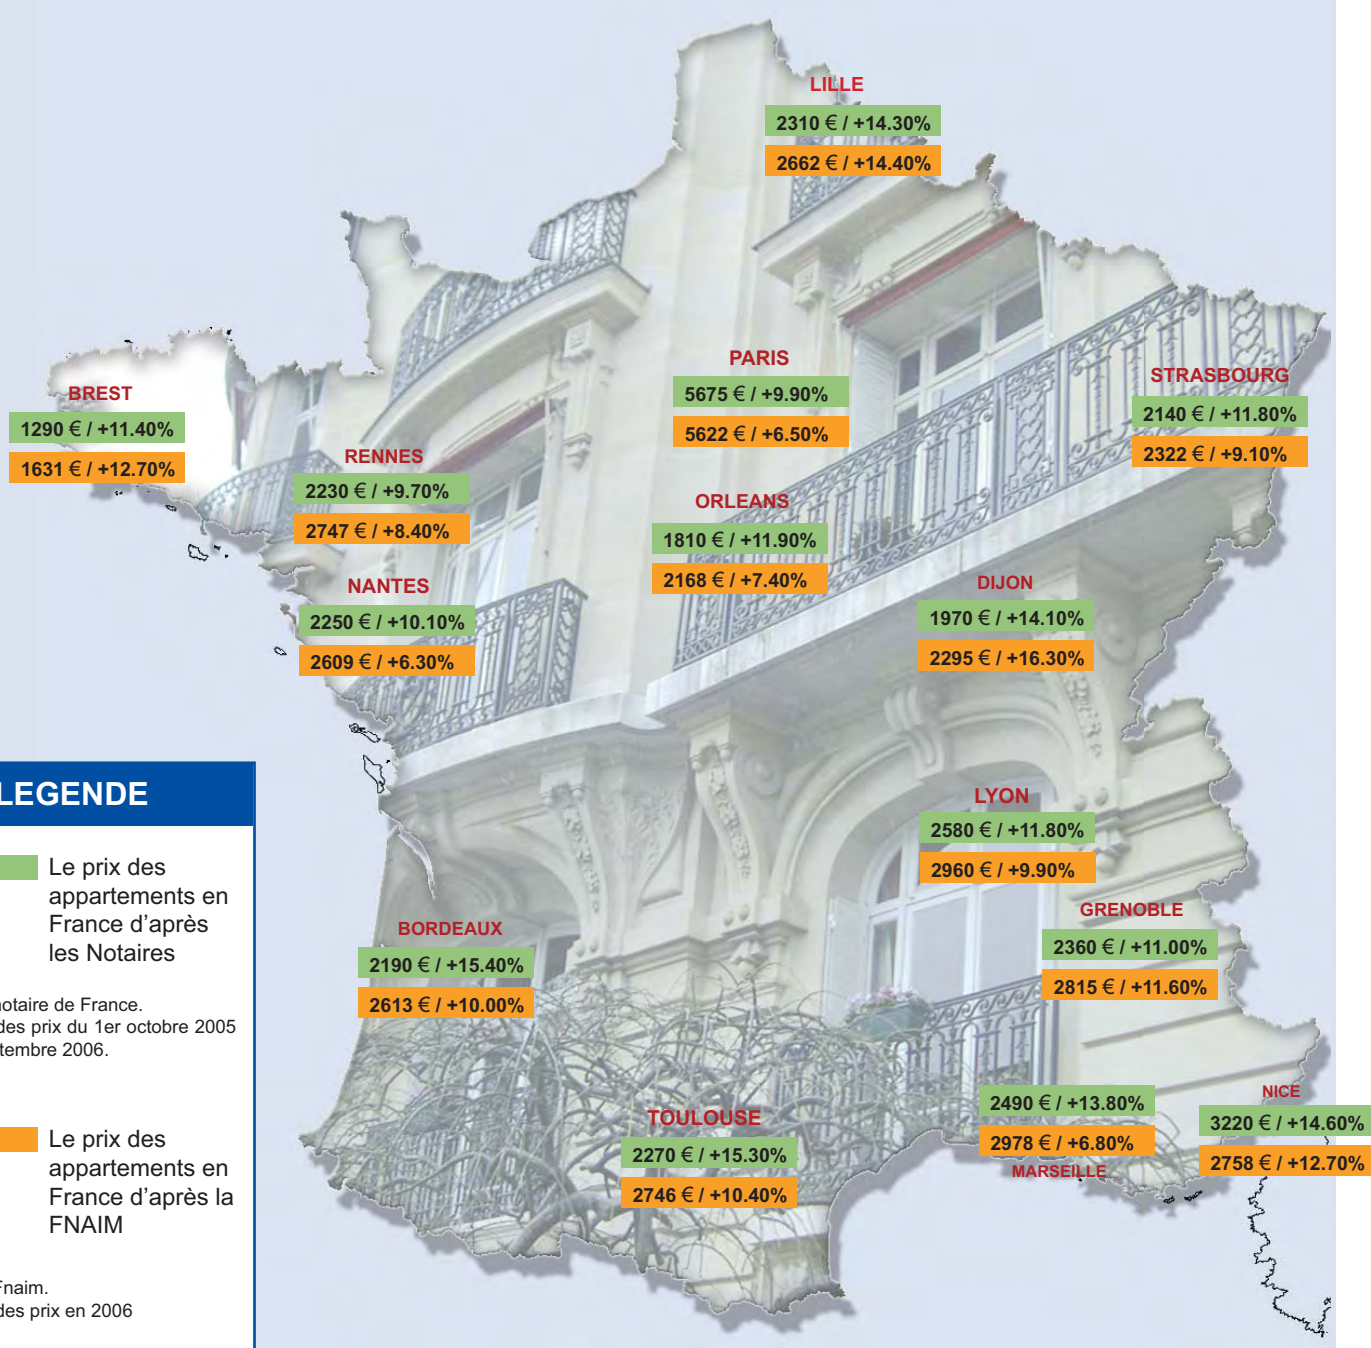 LILLE
2310 € / +14.30%
2662 € / +14.40%
PARIS
5675 € / +9.90%
5622 € / +6.50%
STRASBOURG
2140 € / +11.80%
2322 € / +9.10%
BREST
1290 € / +11.40%
1631 € / +12.70%
RENNES
2230 € / +9.70%
2747 € / +8.40%
ORLEANS
1810 € / +11.90%
2168 € / +7.40%
NANTES
2250 € / +10.10%
2609 € / +6.30%
DIJON
1970 € / +14.10%
2295 € / +16.30%
LYON
2580 € / +11.80%
2960 € / +9.90%
GRENOBLE
2360 € / +11.00%
2815 € / +11.60%
BORDEAUX
2190 € / +15.40%
2613 € / +10.00%
TOULOUSE
2270 € / +15.30%
2746 € / +10.40%
2490 € / +13.80%
2978 € / +6.80%
MARSEILLE
NICE
3220 € / +14.60%
2758 € / +12.70%
LEGENDE
Le prix des
appartements en
France d’après
les Notaires
notaire de France.
des prix du 1er octobre 2005
tembre 2006.
Le prix des
appartements en
France d’après la
FNAIM
Fnaim.
des prix en 2006